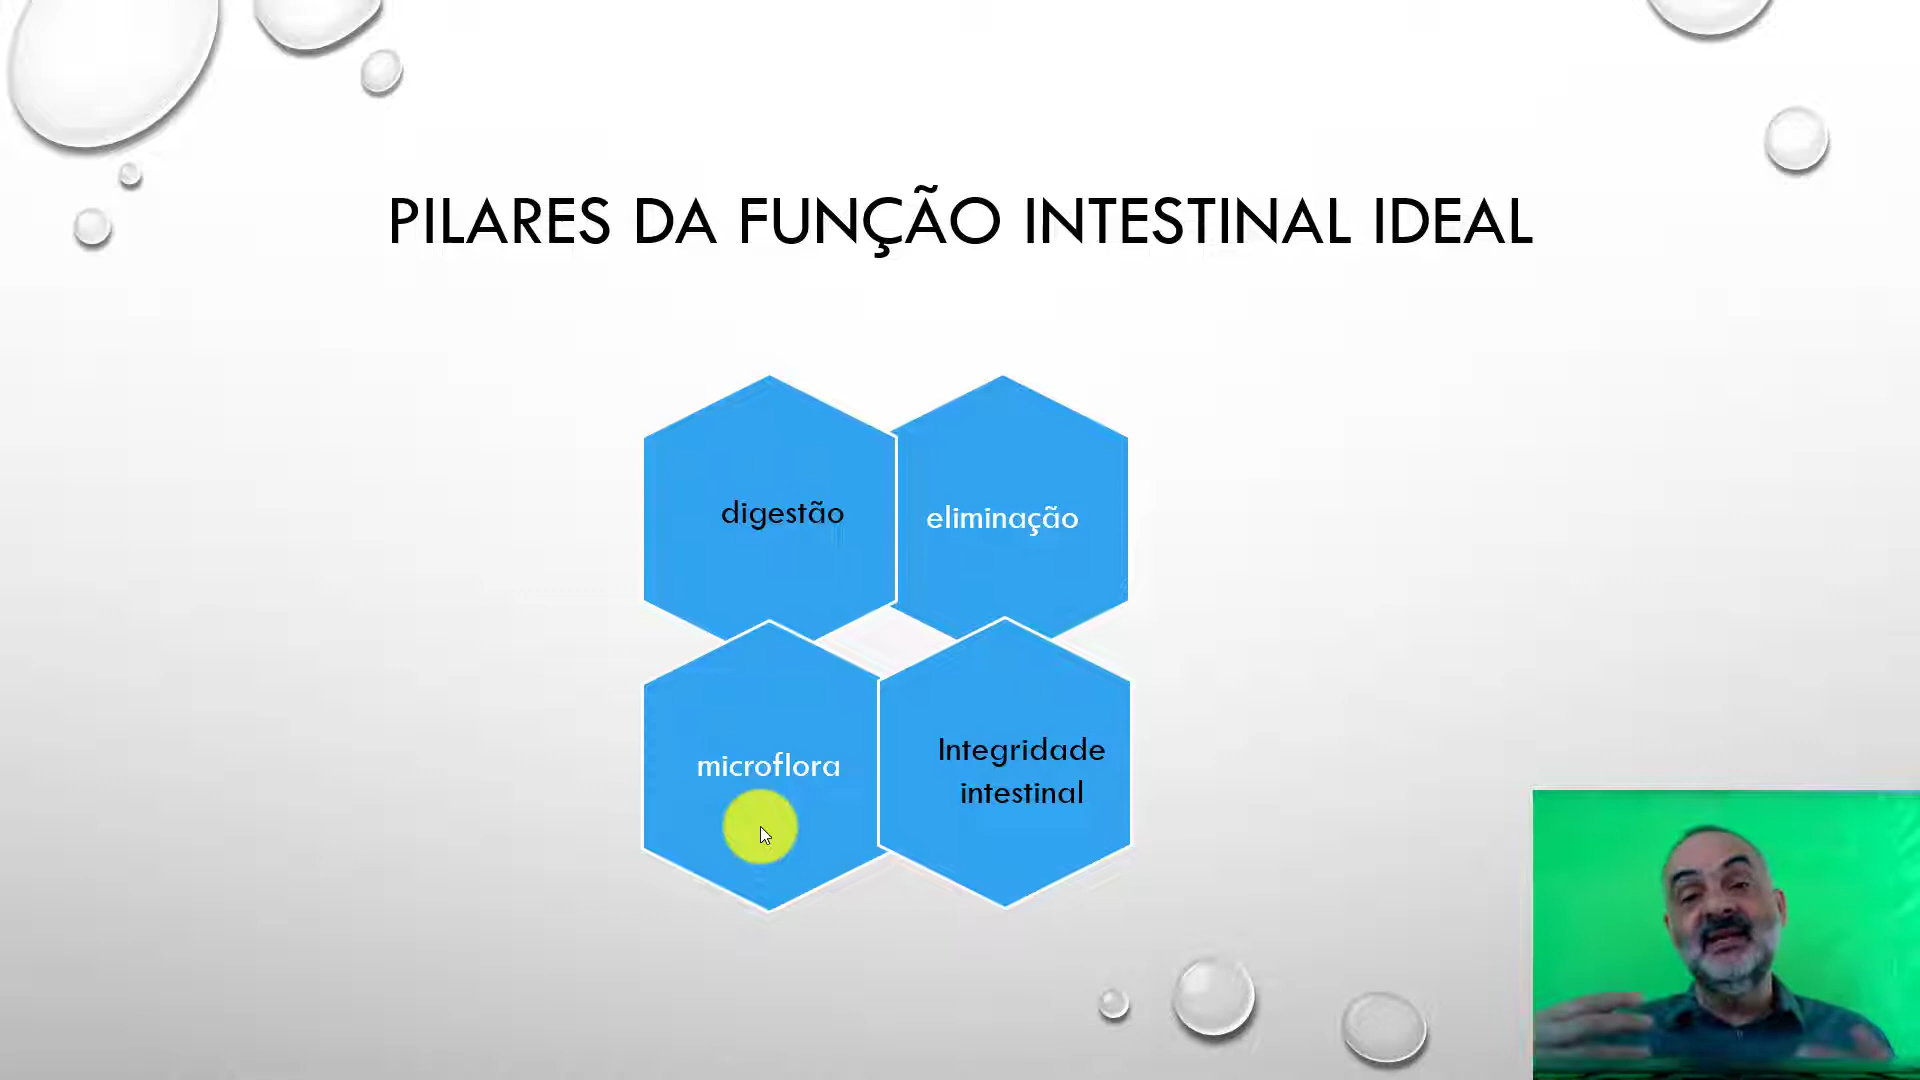 PILARES DA FUNÇÃO INTESTINAL IDEAL
digestão
eliminação
microflora
Integridade
intestinal